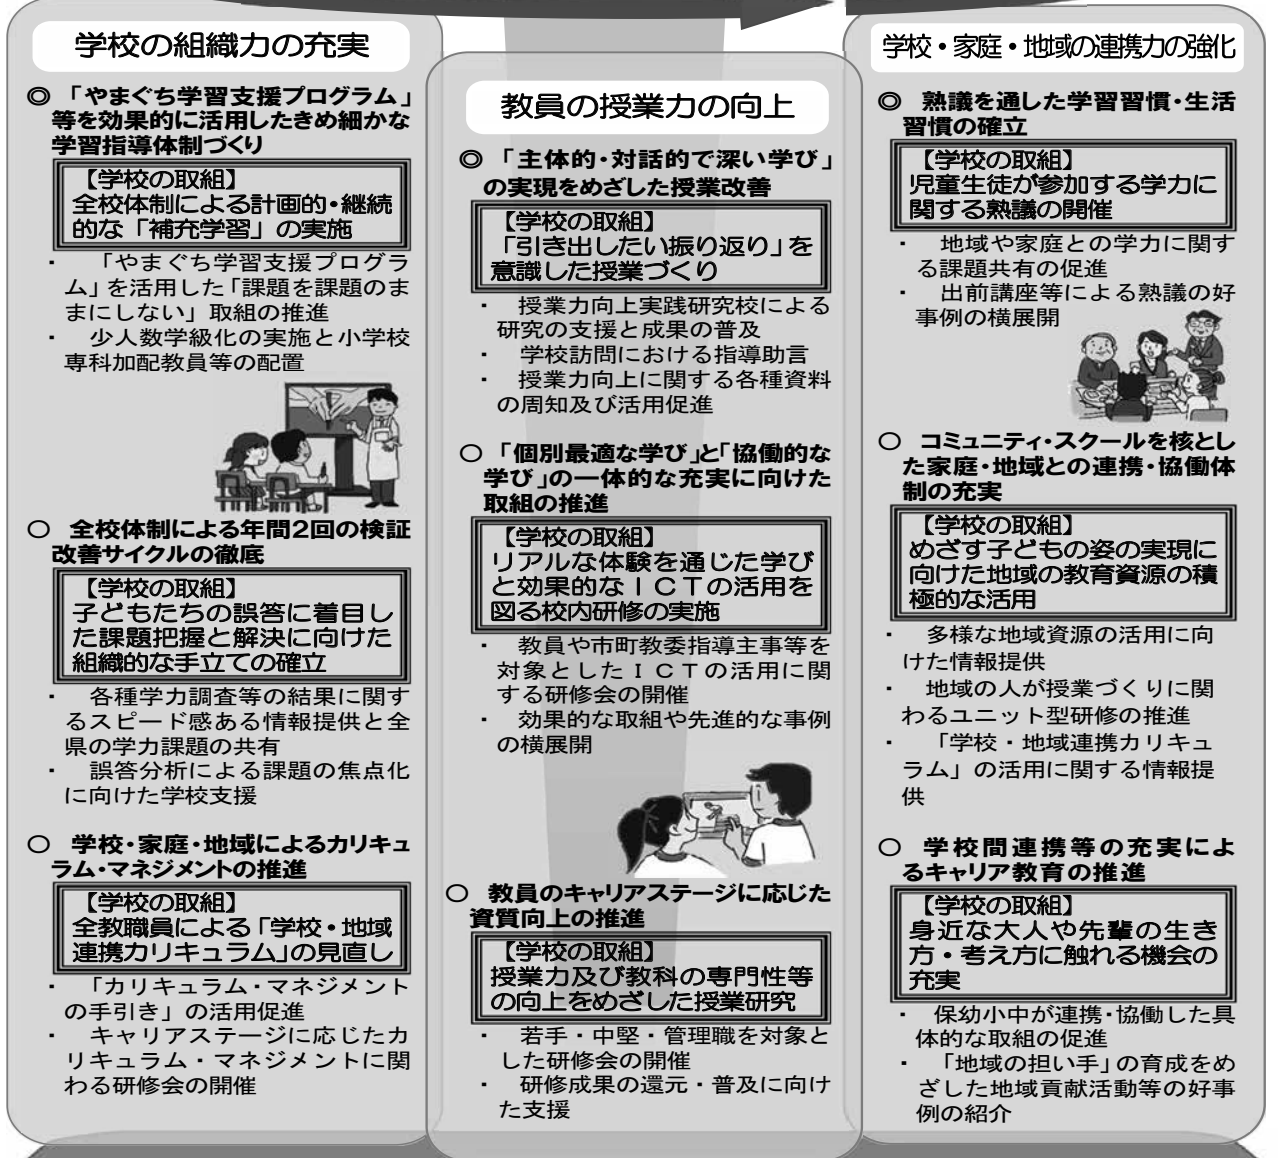 学校の組織力の充実
◎ 「やまぐち学習支援プログラム」
等を効果的に活用したきめ細かな
学習指導体制づくり
【学校の取組】
全校体制による計画的・継続
的な「補充学習」の実施
・ 「やまぐち学習支援プログラ
ム」を活用した「課題を課題のま
まにしない」取組の推進
・ 少人数学級化の実施と小学校
専科加配教員等の配置
〇 全校体制による年間2回の検証
改善サイクルの徹底
【学校の取組】
子どもたちの誤答に着目し
た課題把握と解決に向けた
組織的な手立ての確立
・ 各種学力調査等の結果に関す
るスピード感ある情報提供と全
県の学力課題の共有
・ 誤答分析による課題の焦点化
に向けた学校支援
〇 学校・家庭・地域によるカリキュ
ラム・マネジメントの推進
【学校の取組】
全教職員による「学校・地域
連携カリキュラム」の見直し
・ 「カリキュラム・マネジメント
の手引き」の活用促進
・ キャリアステージに応じたカ
リキュラム・マネジメントに関
わる研修会の開催
教員の授業力の向上
◎ 「主体的・対話的で深い学び」
の実現をめざした授業改善
【学校の取組】
「引き出したい振り返り」を
意識した授業づくり
・ 授業力向上実践研究校による
研究の支援と成果の普及
・ 学校訪問における指導助言
・ 授業力向上に関する各種資料
の周知及び活用促進
〇 「個別最適な学び」と「協働的な
学び」の一体的な充実に向けた
取組の推進
【学校の取組】
リアルな体験を通じた学び
と効果的なICTの活用を
図る校内研修の実施
・ 教員や市町教委指導主事等を
対象としたICTの活用に関
する研修会の開催
・ 効果的な取組や先進的な事例
の横展開
〇 教員のキャリアステージに応じた
資質向上の推進
【学校の取組】
授業力及び教科の専門性等
の向上をめざした授業研究
・ 若手・中堅・管理職を対象と
した研修会の開催
・ 研修成果の還元・普及に向け
た支援
学校・家庭・地域の連携力の強化
◎ 熟議を通した学習習慣・生活
習慣の確立
【学校の取組】
児童生徒が参加する学力に
関する熟議の開催
・ 地域や家庭との学力に関す
る課題共有の促進
・ 出前講座等による熟議の好
事例の横展開
〇 コミュニティ・スクールを核とし
た家庭・地域との連携・協働体
制の充実
【学校の取組】
めざす子どもの姿の実現に
向けた地域の教育資源の積
極的な活用
・ 多様な地域資源の活用に向
けた情報提供
・ 地域の人が授業づくりに関
わるユニット型研修の推進
・ 「学校・地域連携カリキュ
ラム」の活用に関する情報提
供
〇 学校間連携等の充実によ
るキャリア教育の推進
【学校の取組】
身近な大人や先輩の生き
方・考え方に触れる機会の
充実
・ 保幼小中が連携・協働した具
体的な取組の促進
・ 「地域の担い手」の育成をめ
ざした地域貢献活動等の好事
例の紹介